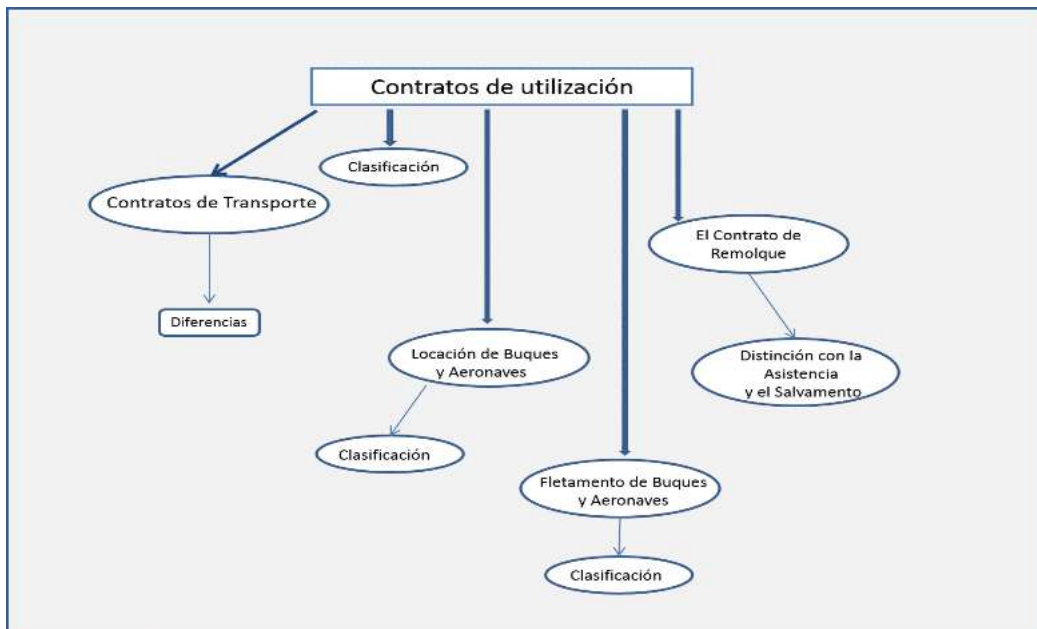 Contratos de utilización
Clasificación
Contratos de Transporte
El Contrato de
Remolque
Diferencias
Locación de Buques
y Aeronaves
Distinción con la
Asistencia
y el Salvamento
Clasificación
Fletamento de Buques
y Aeronaves
Clasificación